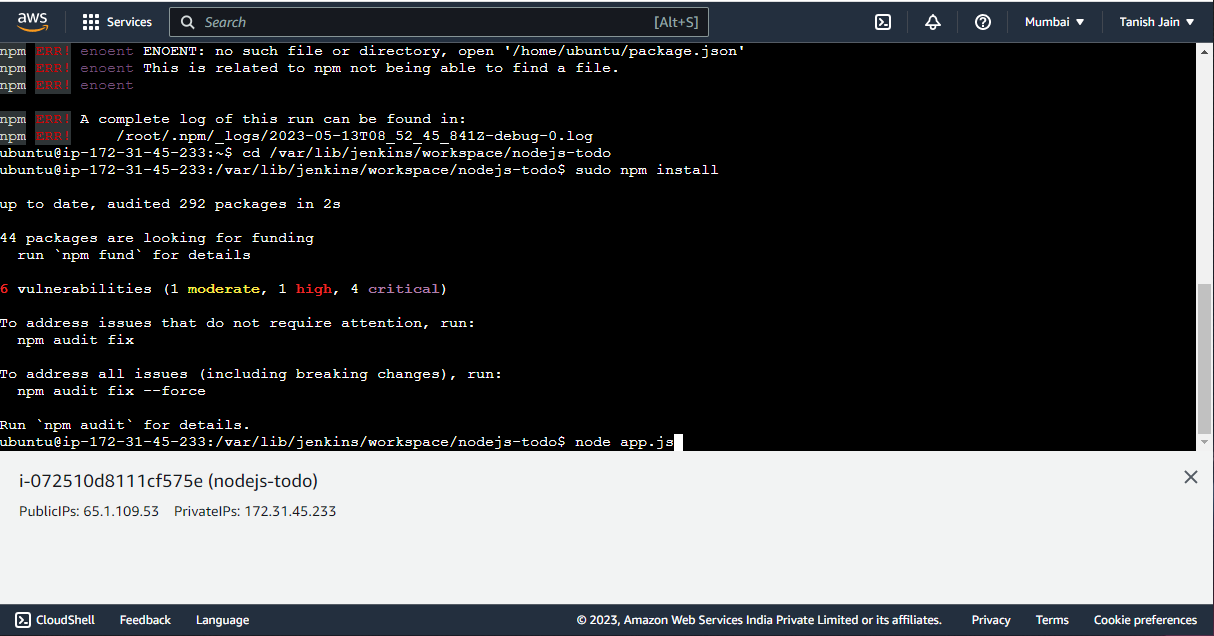 aws
Services
Search
[Alt+S]
Mumbai ▼
Tanish Jain ▼
npm ERR! enoent ENOENT: no such file or directory, open '/home/ubuntu/package.json'
npm ERR! enoent This is related to npm not being able to find a file.
npm ERR! enoent
npm ERR! A complete log of this run can be found in:
npm ERR!     /root/.npm/_logs/2023-05-13T08_52_45_841Z-debug-0.log
ubuntu@ip-172-31-45-233:~$ cd /var/lib/jenkins/workspace/nodejs-todo
ubuntu@ip-172-31-45-233:/var/lib/jenkins/workspace/nodejs-todo$ sudo npm install
up to date, audited 292 packages in 2s
44 packages are looking for funding
  run `npm fund` for details
6 vulnerabilities (1 moderate, 1 high, 4 critical)
To address issues that do not require attention, run:
  npm audit fix
To address all issues (including breaking changes), run:
  npm audit fix --force
Run `npm audit` for details.
ubuntu@ip-172-31-45-233:/var/lib/jenkins/workspace/nodejs-todo$ node app.js
i-072510d8111cf575e (nodejs-todo)
PublicIPs: 65.1.109.53 PrivateIPs: 172.31.45.233
CloudShell Feedback Language © 2023, Amazon Web Services India Private Limited or its affiliates. Privacy Terms Cookie preferences